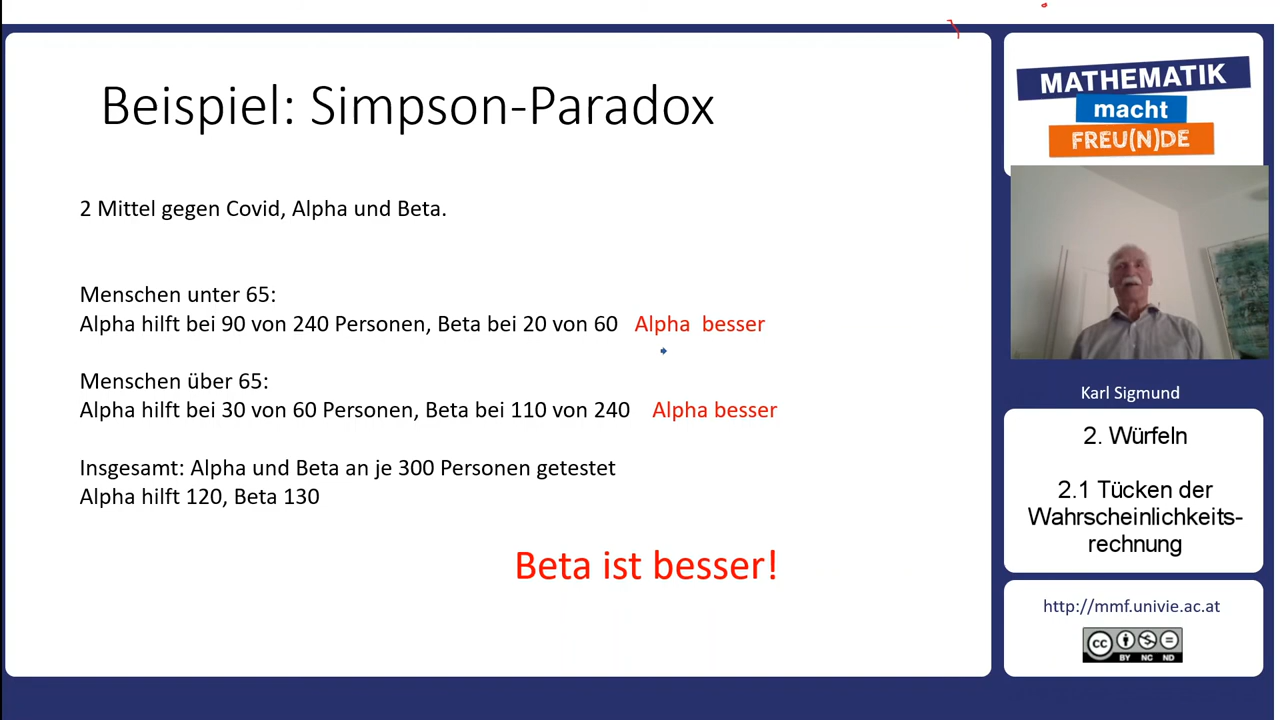 Beispiel: Simpson-Paradox
2 Mittel gegen Covid, Alpha und Beta.
Menschen unter 65:
Alpha hilft bei 90 von 240 Personen, Beta bei 20 von 60 Alpha besser
Menschen über 65:
Alpha hilft bei 30 von 60 Personen, Beta bei 110 von 240 Alpha besser
Insgesamt: Alpha und Beta an je 300 Personen getestet
Alpha hilft 120, Beta 130
Beta ist besser!
MATHEMATIK
macht
FREU(N)DE
Karl Sigmund
2. Würfeln
2.1 Tücken der
Wahrscheinlichkeits-
rechnung
http://mmf.univie.ac.at
cc
BY NC ND